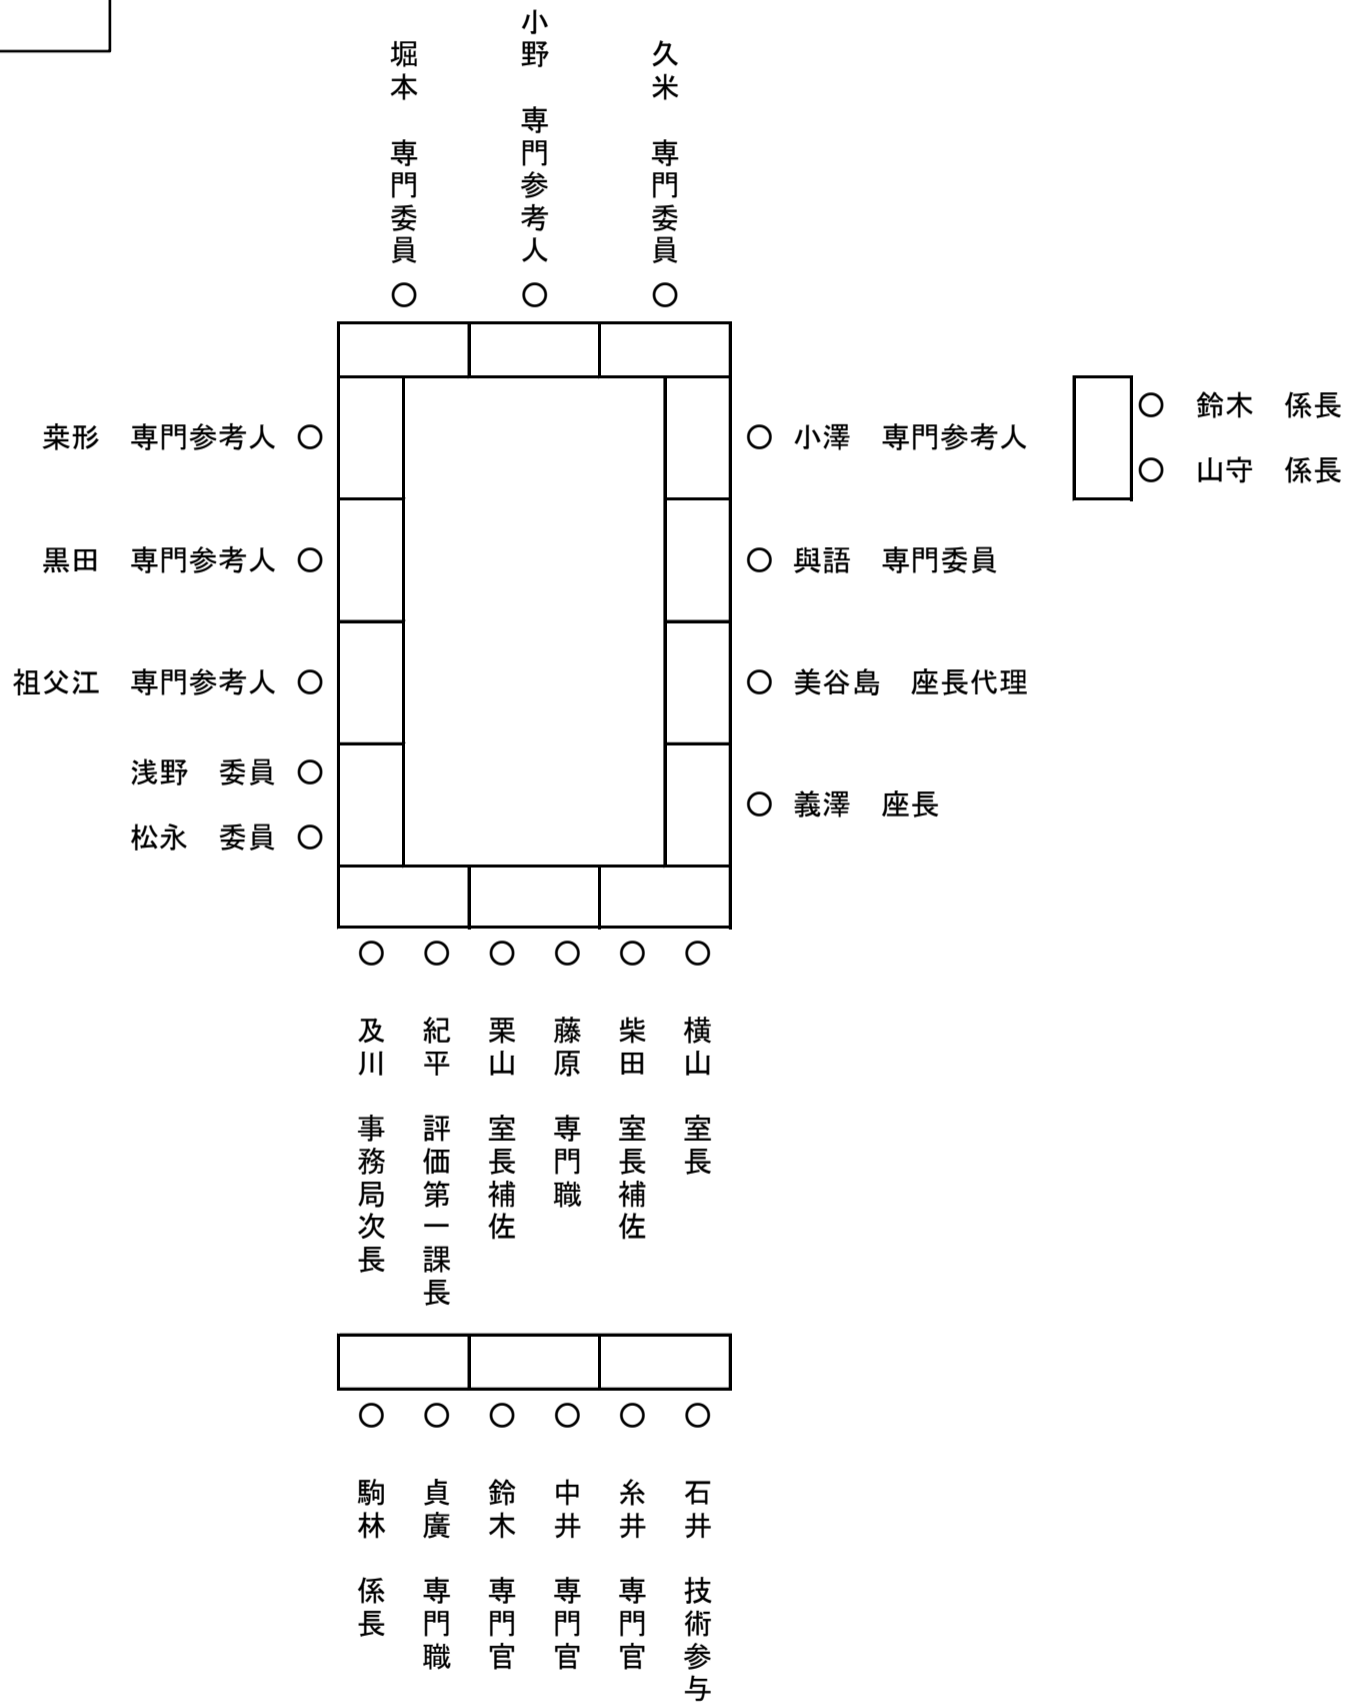 堀本　専門委員
小野　専門参考人
久米　専門委員
桒形　専門参考人
黒田　専門参考人
祖父江　専門参考人
浅野　委員
松永　委員
小澤　専門参考人
與語　専門委員
美谷島　座長代理
義澤　座長
鈴木　係長
山守　係長
及川　事務局次長
紀平　評価第一課長
栗山　室長補佐
藤原　専門職
柴田　室長補佐
横山　室長
駒林　係長
貞廣　専門職
鈴木　専門官
中井　専門官
糸井　専門官
石井　技術参与